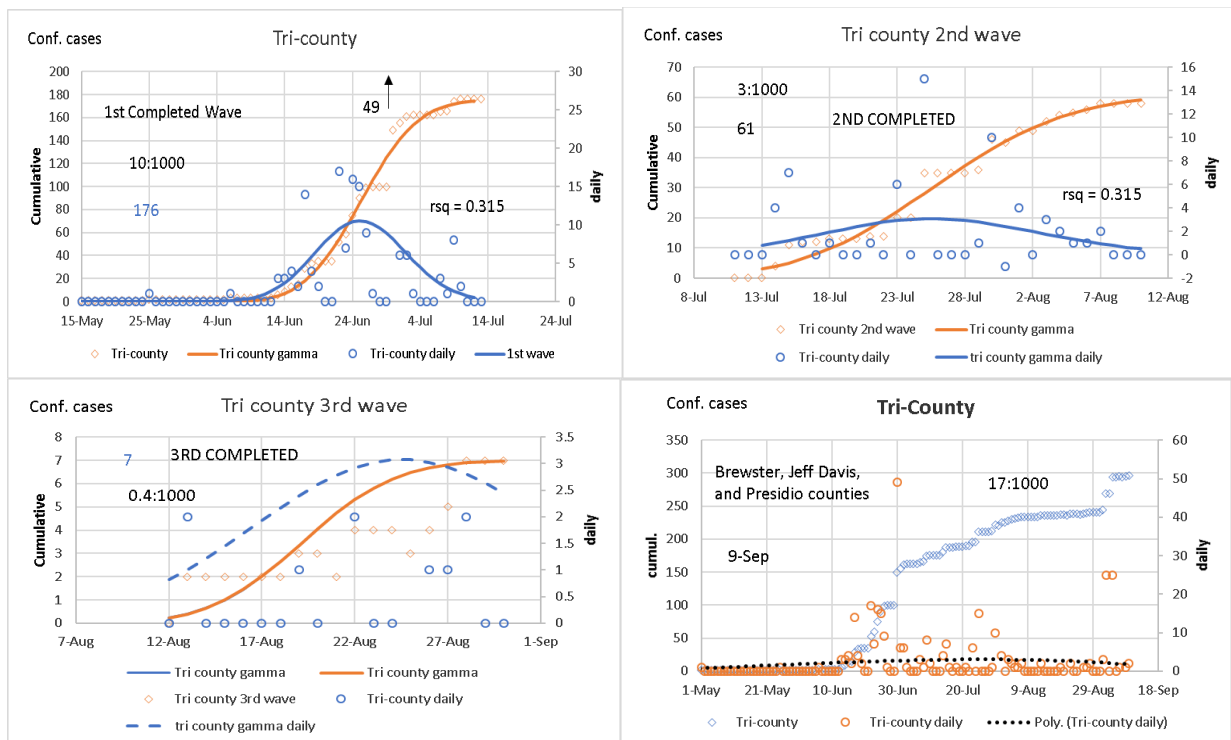 Conf. cases
Tri-county
1st Completed Wave
49
10:1000
176
rsq = 0.315
Cumulative
daily
200
180
160
140
120
100
80
60
40
20
0
30
25
20
15
10
5
0
15-May 25-May 4-Jun 14-Jun 24-Jun 4-Jul 14-Jul 24-Jul
Tri-county Tri county gamma Tri-county daily 1st wave
Conf. cases
Tri county 2nd wave
3:1000
61
2ND COMPLETED
rsq = 0.315
Cumulative
daily
70
60
50
40
30
20
10
0
16
14
12
10
8
6
4
2
0
-2
8-Jul 13-Jul 18-Jul 23-Jul 28-Jul 2-Aug 7-Aug 12-Aug
Tri county 2nd wave Tri county gamma
Tri-county daily tri county gamma daily
Conf. cases
Tri county 3rd wave
7
3RD COMPLETED
0.4:1000
Cumulative
daily
8
7
6
5
4
3
2
1
0
3.5
3
2.5
2
1.5
1
0.5
0
7-Aug 12-Aug 17-Aug 22-Aug 27-Aug 1-Sep
Tri county gamma Tri county gamma
Tri county 3rd wave Tri-county daily
tri county gamma daily
Conf. cases
Tri-County
Brewster, Jeff Davis,
and Presidio counties
17:1000
9-Sep
cumul.
daily
350
300
250
200
150
100
50
0
60
50
40
30
20
10
0
1-May 21-May 10-Jun 30-Jun 20-Jul 9-Aug 29-Aug 18-Sep
Tri-county Tri-county daily Poly. (Tri-county daily)